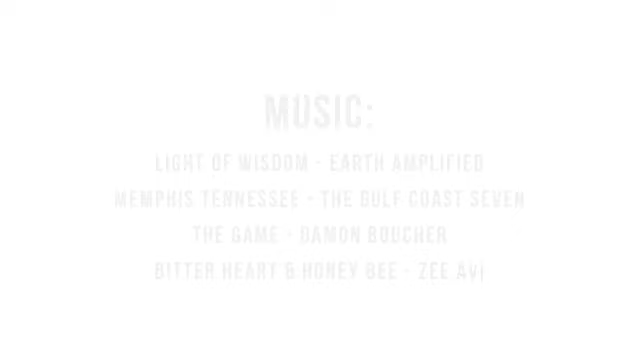 MUSIC:
LIGHT OF WISDOM - EARTH AMPLIFIED
MEMPHIS TENNESSEE - THE GULF COAST SEVEN
THE GAME - DAMON BOUCHER
BITTER HEART & HONEY BEE - ZEE AVI